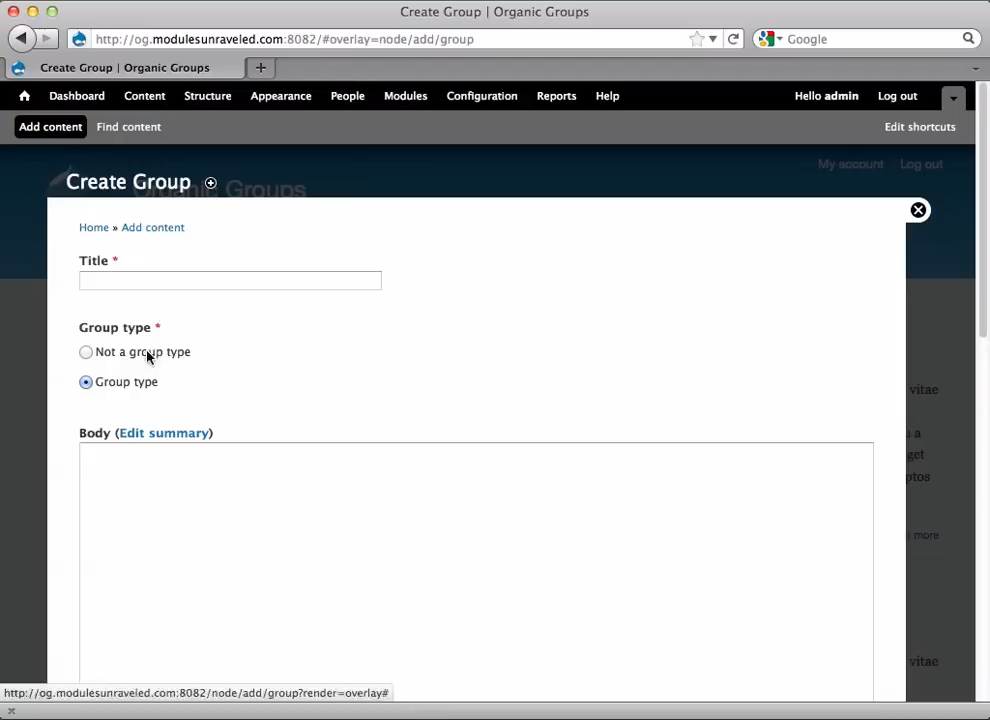 Create Group | Organic Groups
http://og.modulesunraveled.com:8082/#overlay=node/add/group
Google
Create Group | Organic Groups
Dashboard Content Structure Appearance People Modules Configuration Reports Help Hello admin Log out
Add content Find content Edit shortcuts
My account Log out
Create Group
Organic Groups
Home » Add content
Title *
Group type *
Not a group type
vitae
Group type
Body (Edit summary)
u a
get
ptos
more
vitae
http://og.modulesunraveled.com:8082/node/add/group?render=overlay#